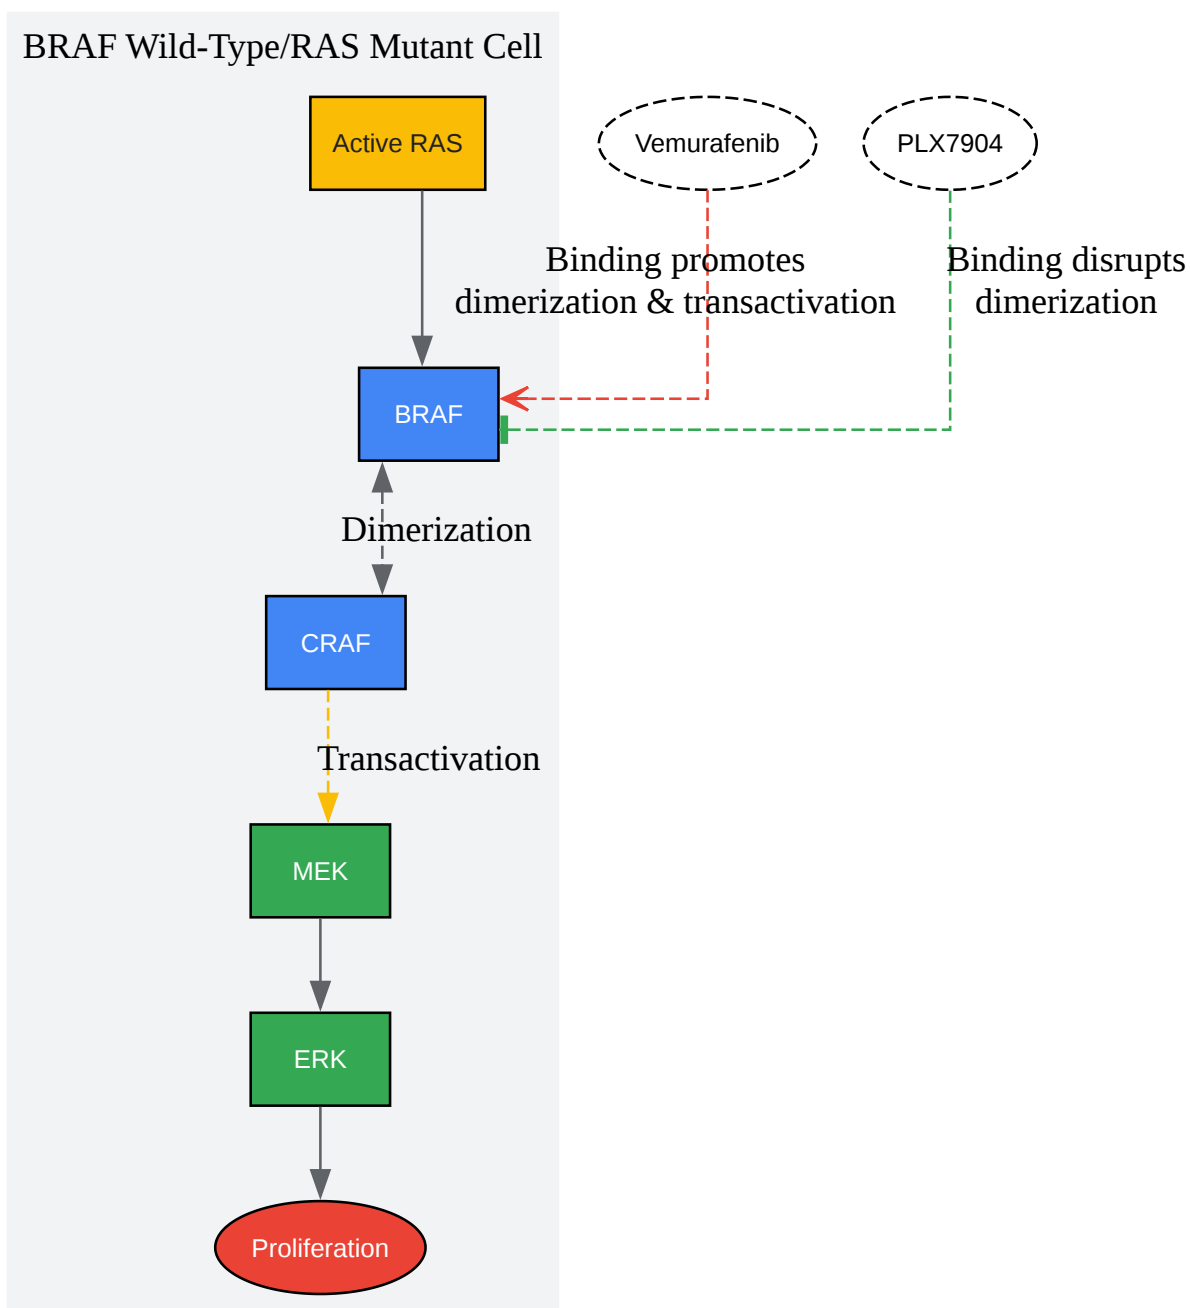 BRAF Wild-Type/RAS Mutant Cell
Active RAS
Vemurafenib
PLX7904
Binding promotes
dimerization & transactivation
Binding disrupts
dimerization
BRAF
Dimerization
CRAF
Transactivation
MEK
ERK
Proliferation